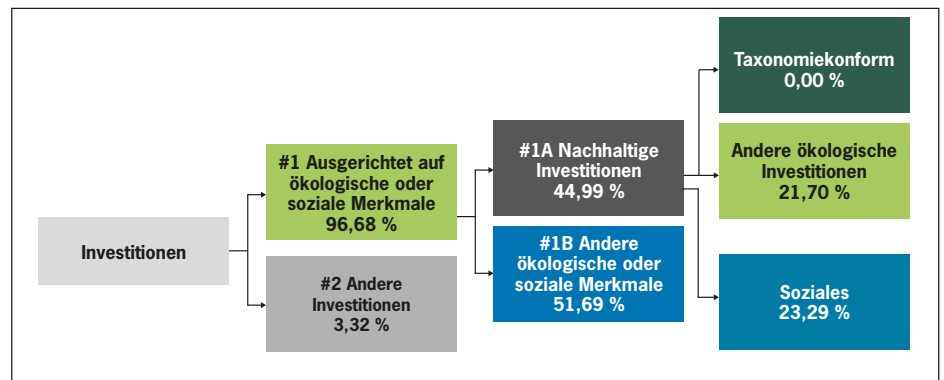 Investitionen
#1 Ausgerichtet auf
ökologische oder
soziale Merkmale
96,68 %
#2 Andere
Investitionen
3,32 %
#1A Nachhaltige
Investitionen
44,99 %
#1B Andere
ökologische oder
soziale Merkmale
51,69 %
Taxonomiekonform
0,00 %
Andere ökologische
Investitionen
21,70 %
Soziales
23,29 %